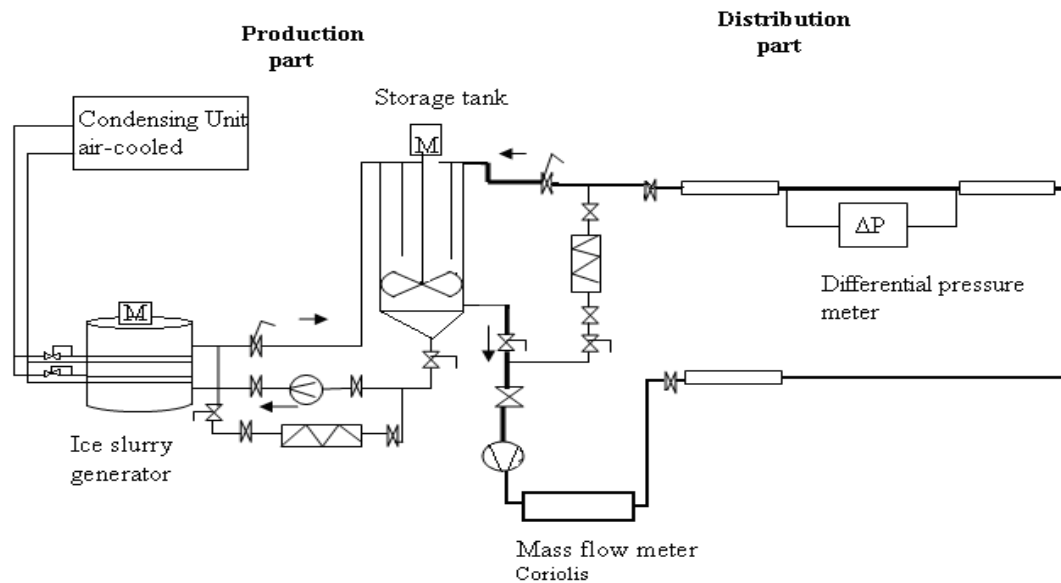 Production
part
Distribution
part
Storage tank
Condensing Unit
air-cooled
M
ΔP
Differential pressure
meter
M
Ice slurry
generator
Mass flow meter
Coriolis